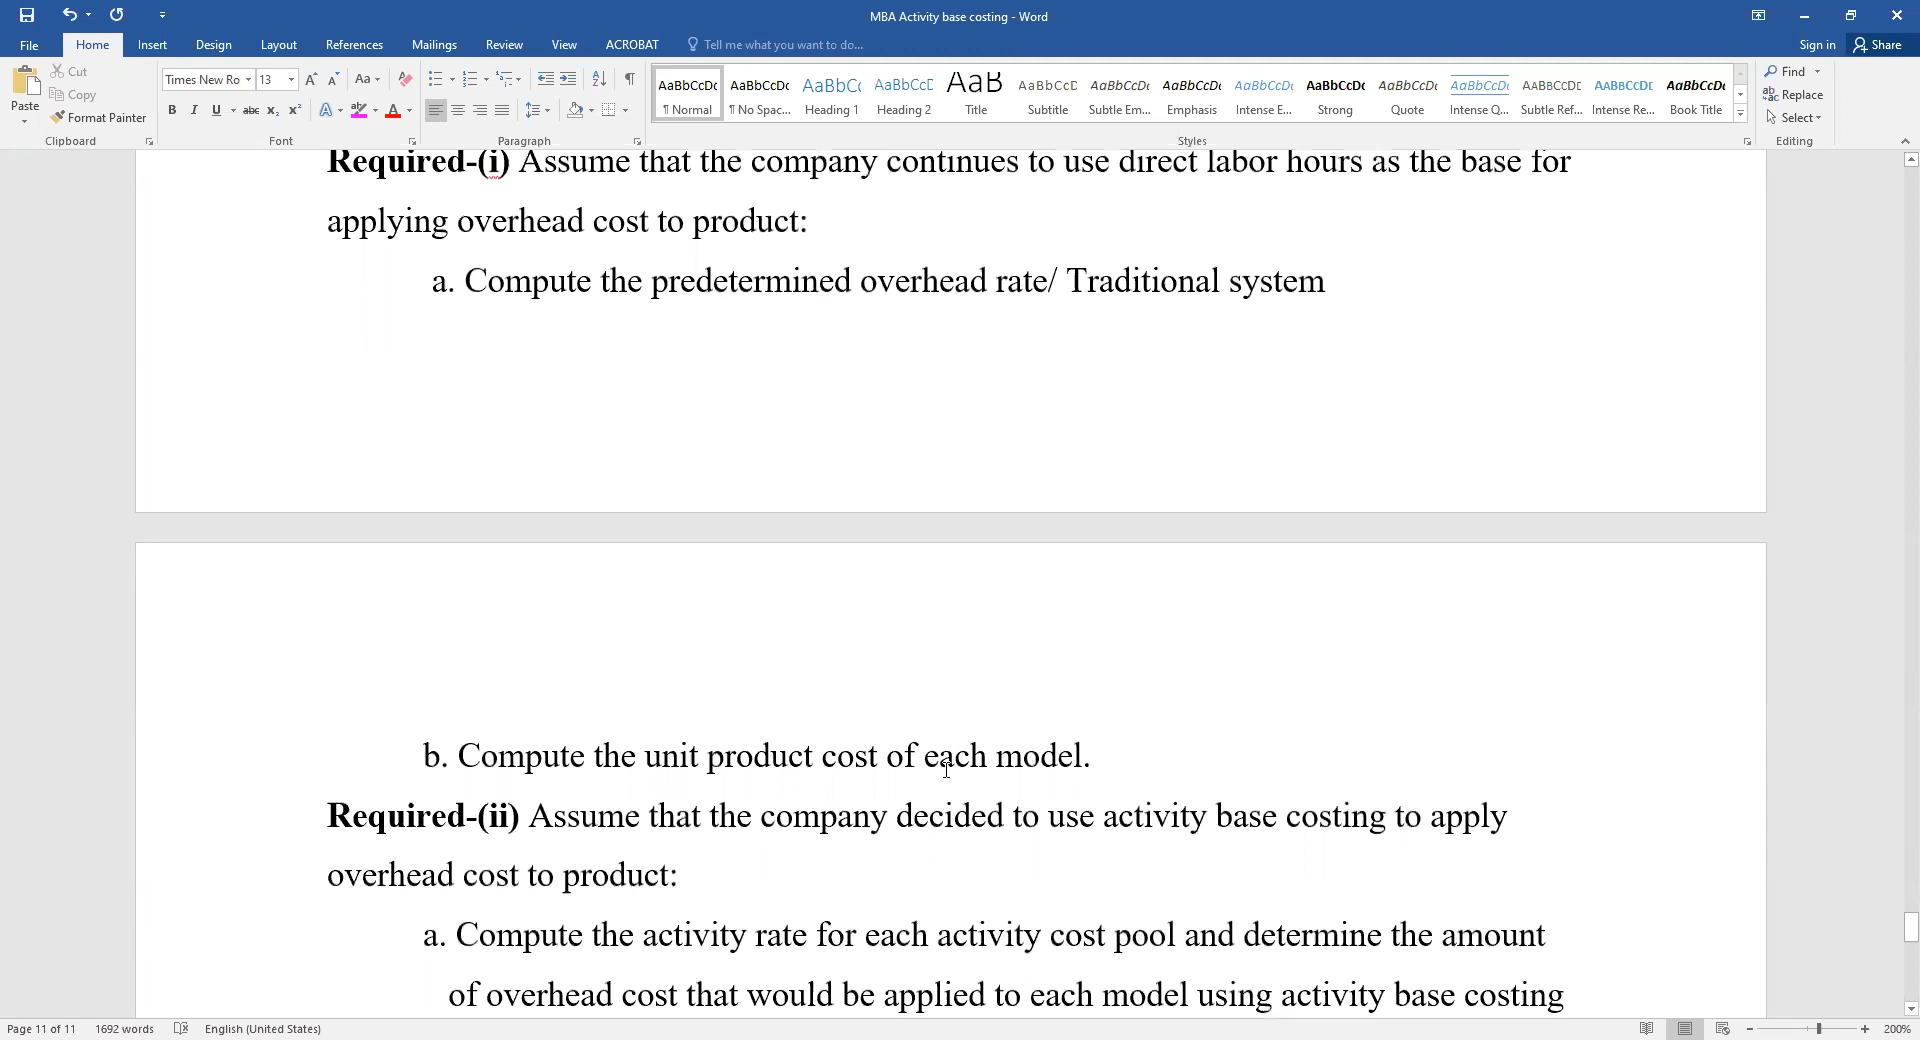 MBA Activity base costing - Word
File Home Insert Design Layout References Mailings Review View ACROBAT Tell me what you want to do... Sign in Share
Paste Cut Copy Format Painter
Times New Ro 13
AaBbCcDc AaBbCcDc AaBbCc AaBbCcD AaB AaBbCcD AaBbCcDc AaBbCcDc AaBbCcDc AaBbCcDc AaBbCcDc AaBbCcDc AABBCCDE AABBCCDE AaBbCcDc
¶ Normal ¶ No Spac... Heading 1 Heading 2 Title Subtitle Subtle Em... Emphasis Intense E... Strong Quote Intense Q... Subtle Ref... Intense Re... Book Title
Find Replace Select
Clipboard Font Paragraph Styles Editing
Required-(i) Assume that the company continues to use direct labor hours as the base for
applying overhead cost to product:
a. Compute the predetermined overhead rate/ Traditional system
b. Compute the unit product cost of each model.
Required-(ii) Assume that the company decided to use activity base costing to apply
overhead cost to product:
a. Compute the activity rate for each activity cost pool and determine the amount
of overhead cost that would be applied to each model using activity base costing
Page 11 of 11 1692 words English (United States) 200%